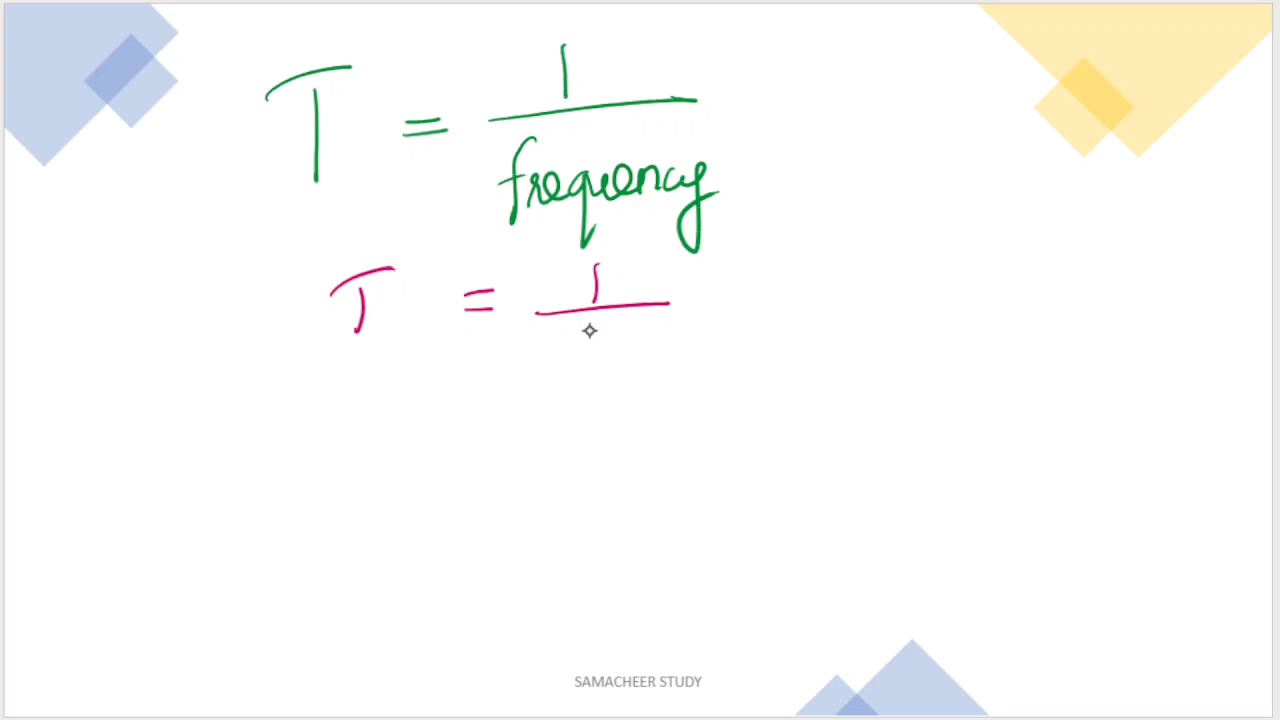 T = 1/frequency
T = 1/
SAMACHEER STUDY